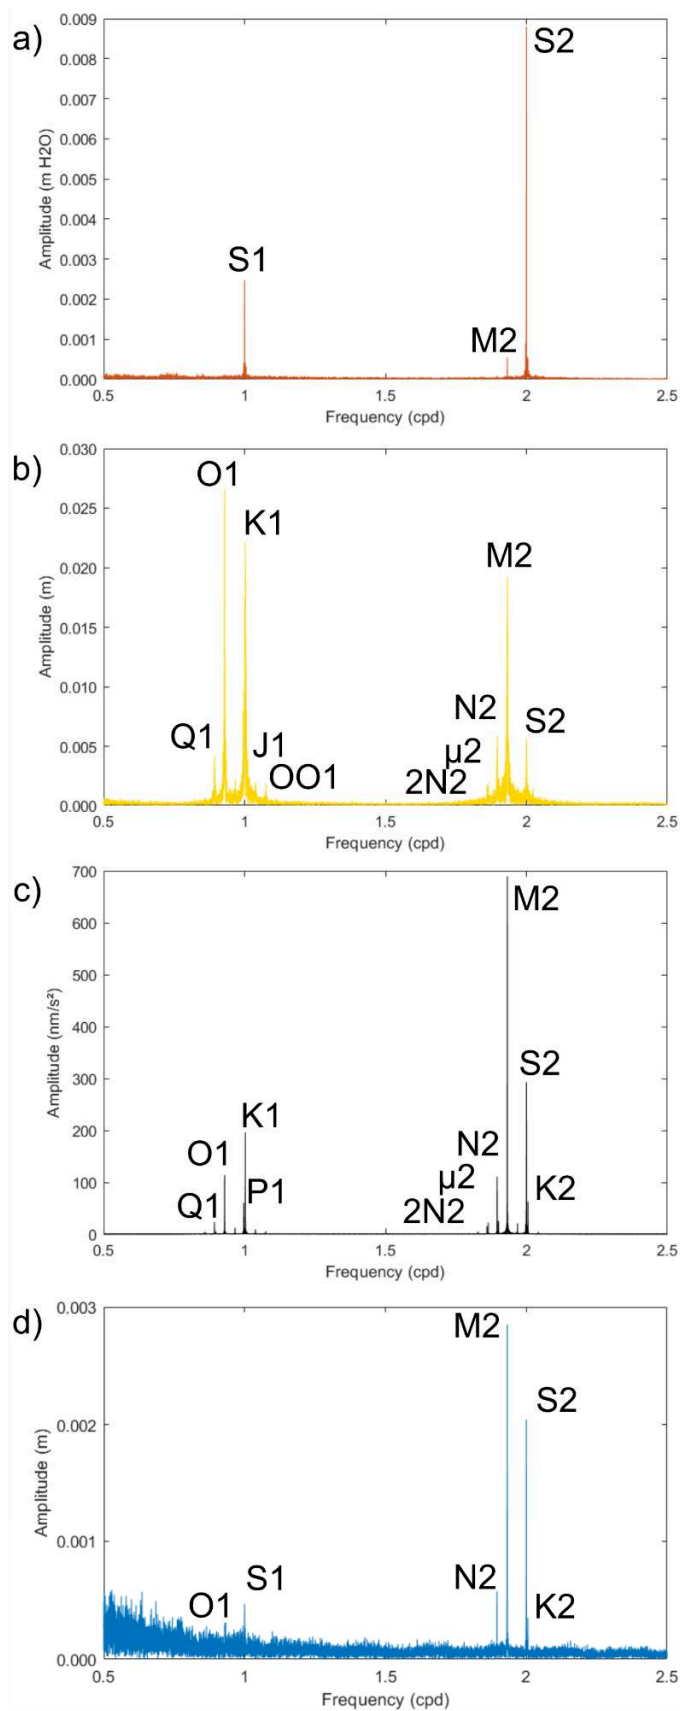 a)
0.009
0.008
0.007
0.006
0.005
0.004
0.003
0.002
0.001
0.000
Amplitude (m H2O)
S1
M2
S2
0.5 1 1.5 2 2.5
Frequency (cpd)
b)
0.030
0.025
0.020
0.015
0.010
0.005
0.000
Amplitude (m)
O1
K1
Q1
J1
OO1
M2
N2
S2
μ2
2N2
0.5 1 1.5 2 2.5
Frequency (cpd)
c)
700
600
500
400
300
200
100
0
Amplitude (nm/s²)
M2
S2
K1
O1
P1
Q1
N2
μ2
K2
2N2
0.5 1 1.5 2 2.5
Frequency (cpd)
d)
0.003
0.002
0.001
0.000
Amplitude (m)
M2
S2
S1
O1
N2
K2
0.5 1 1.5 2 2.5
Frequency (cpd)